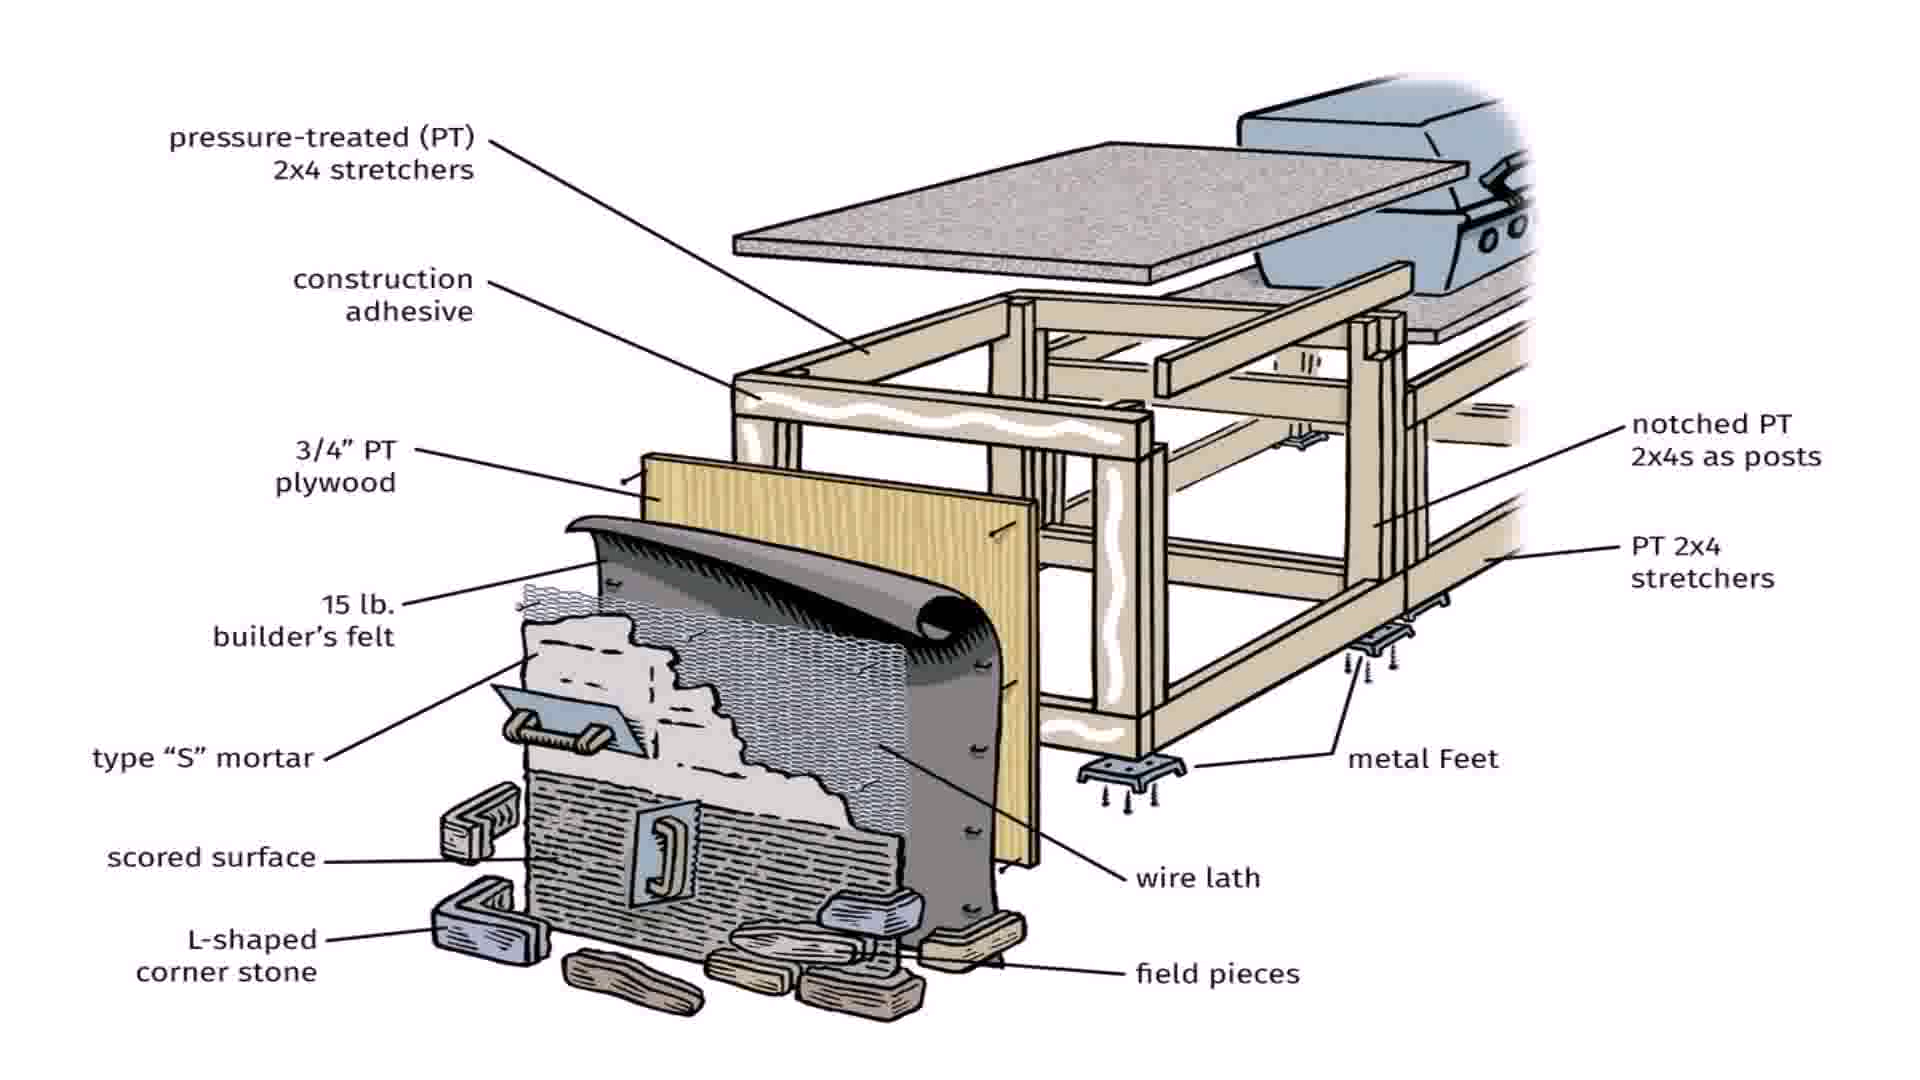 pressure-treated (PT)
2x4 stretchers
construction
adhesive
3/4” PT
plywood
15 lb.
builder’s felt
type “S” mortar
scored surface
L-shaped
corner stone
notched PT
2x4s as posts
PT 2x4
stretchers
metal Feet
wire lath
field pieces